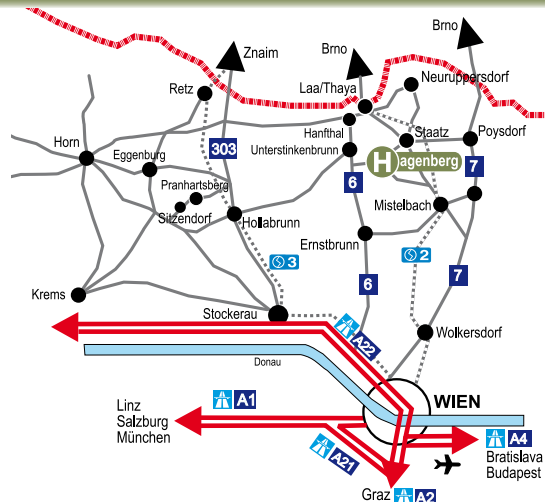 Brno
Brno
Znaim
Neuruppersdorf
Retz
Laa/Thaya
Hanfthal
Staatz
Poysdorf
Horn
303
Unterstinkenbrunn
Eggenburg
Hagenberg
7
Pranhartsberg
6
Mistelbach
Sitzendorf
Hollabrunn
Ernstbrunn
S 3
S 2
7
6
Krems
Stockerau
Wolkersdorf
A22
Donau
WIEN
Linz
Salzburg
München
A1
A4
Bratislava
Budapest
A21
Graz
A2